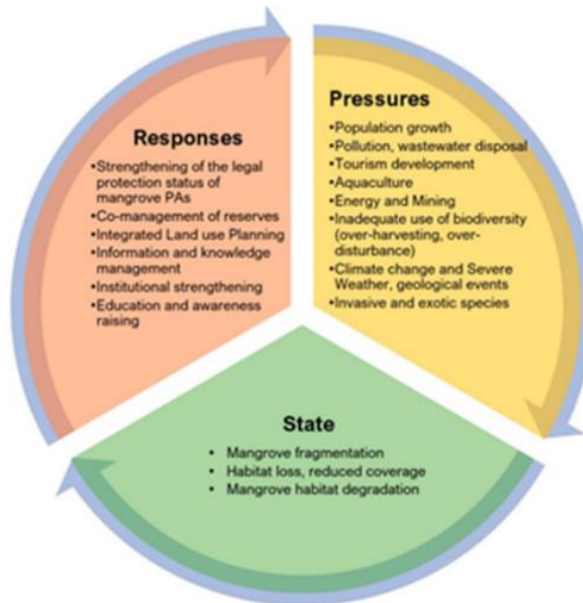 Responses
•Strengthening of the legal
protection status of
mangrove PAs
•Co-management of reserves
•Integrated Land use Planning
•Information and knowledge
management
•Institutional strengthening
•Education and awareness
raising
Pressures
•Population growth
•Pollution, wastewater disposal
•Tourism development
•Aquaculture
•Energy and Mining
•Inadequate use of biodiversity
(over-harvesting, over-
disturbance)
•Climate change and Severe
Weather, geological events
•Invasive and exotic species
State
• Mangrove fragmentation
• Habitat loss, reduced coverage
• Mangrove habitat degradation